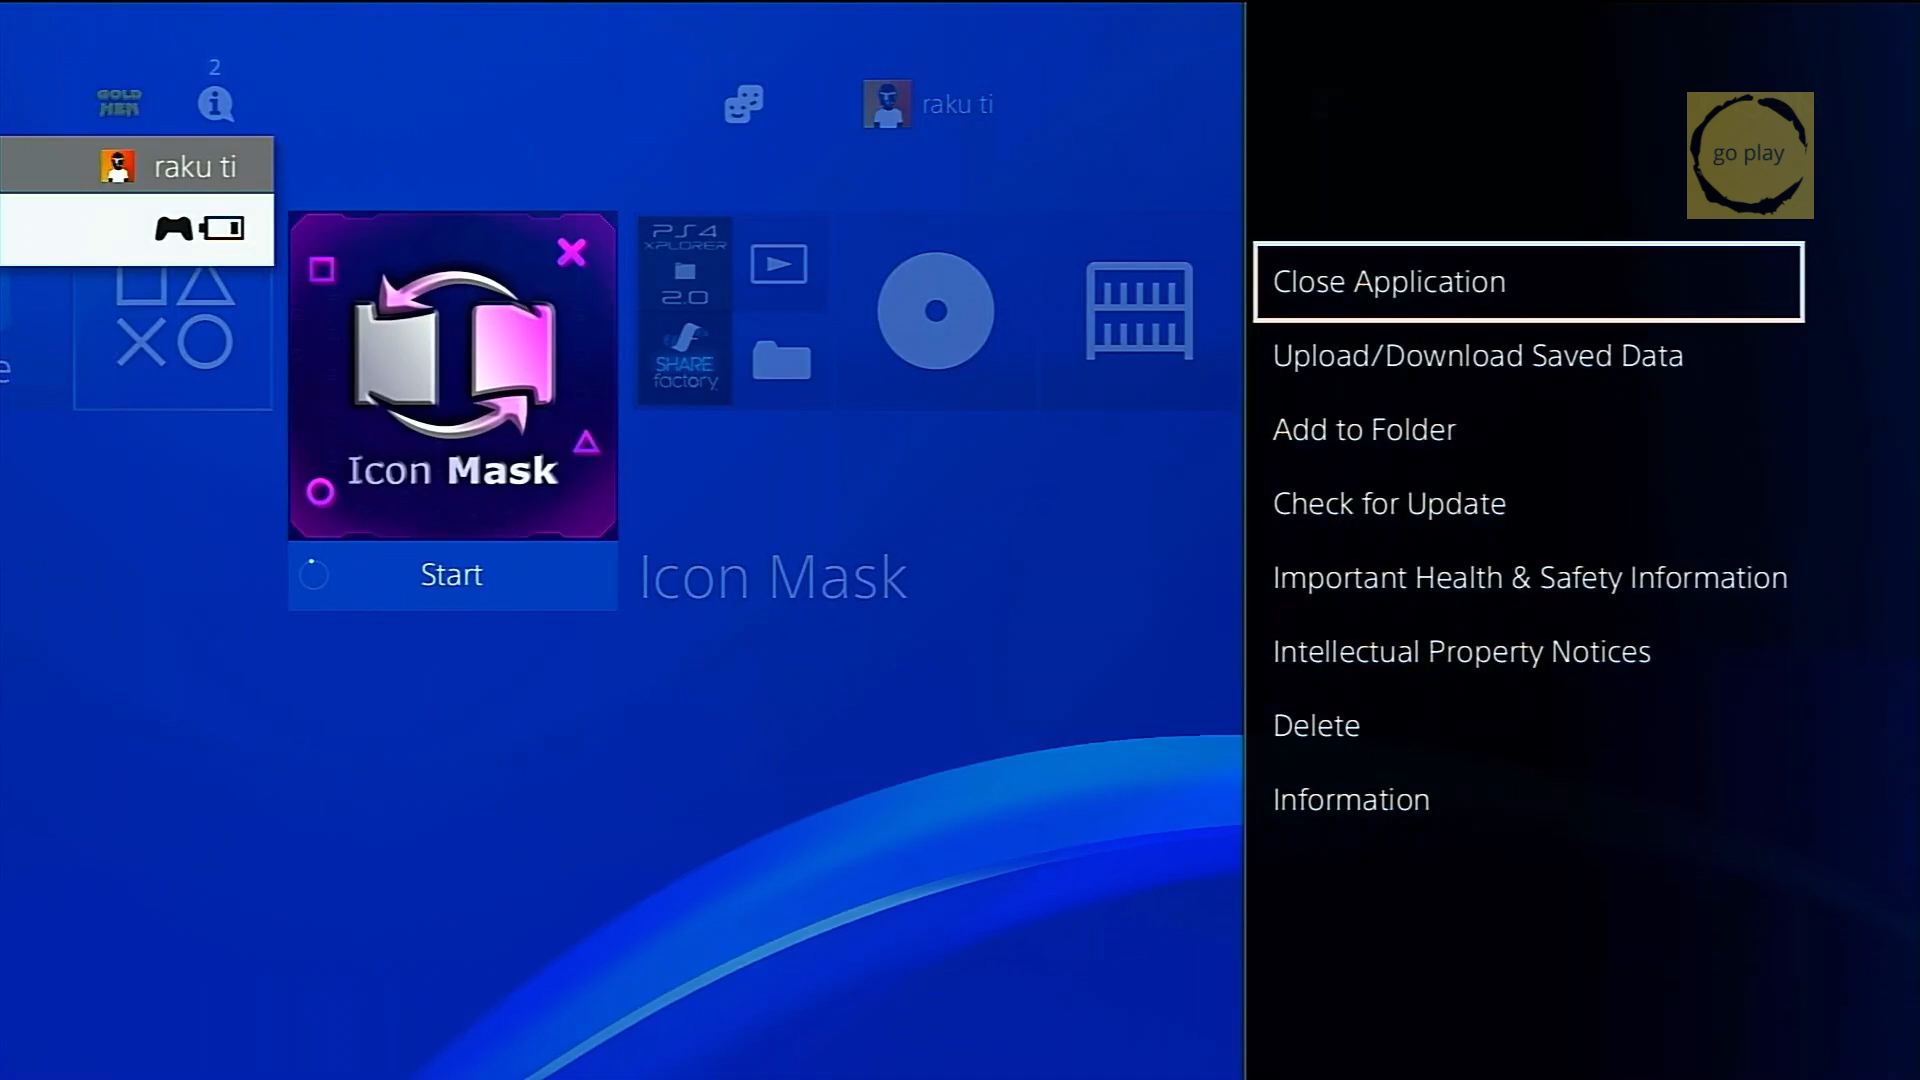 2
GOLD
HEN
raku ti
raku ti
go play
PS4
XPLORER
2.0
SHARE
factory
Icon Mask
Start
Icon Mask
Close Application
Upload/Download Saved Data
Add to Folder
Check for Update
Important Health & Safety Information
Intellectual Property Notices
Delete
Information